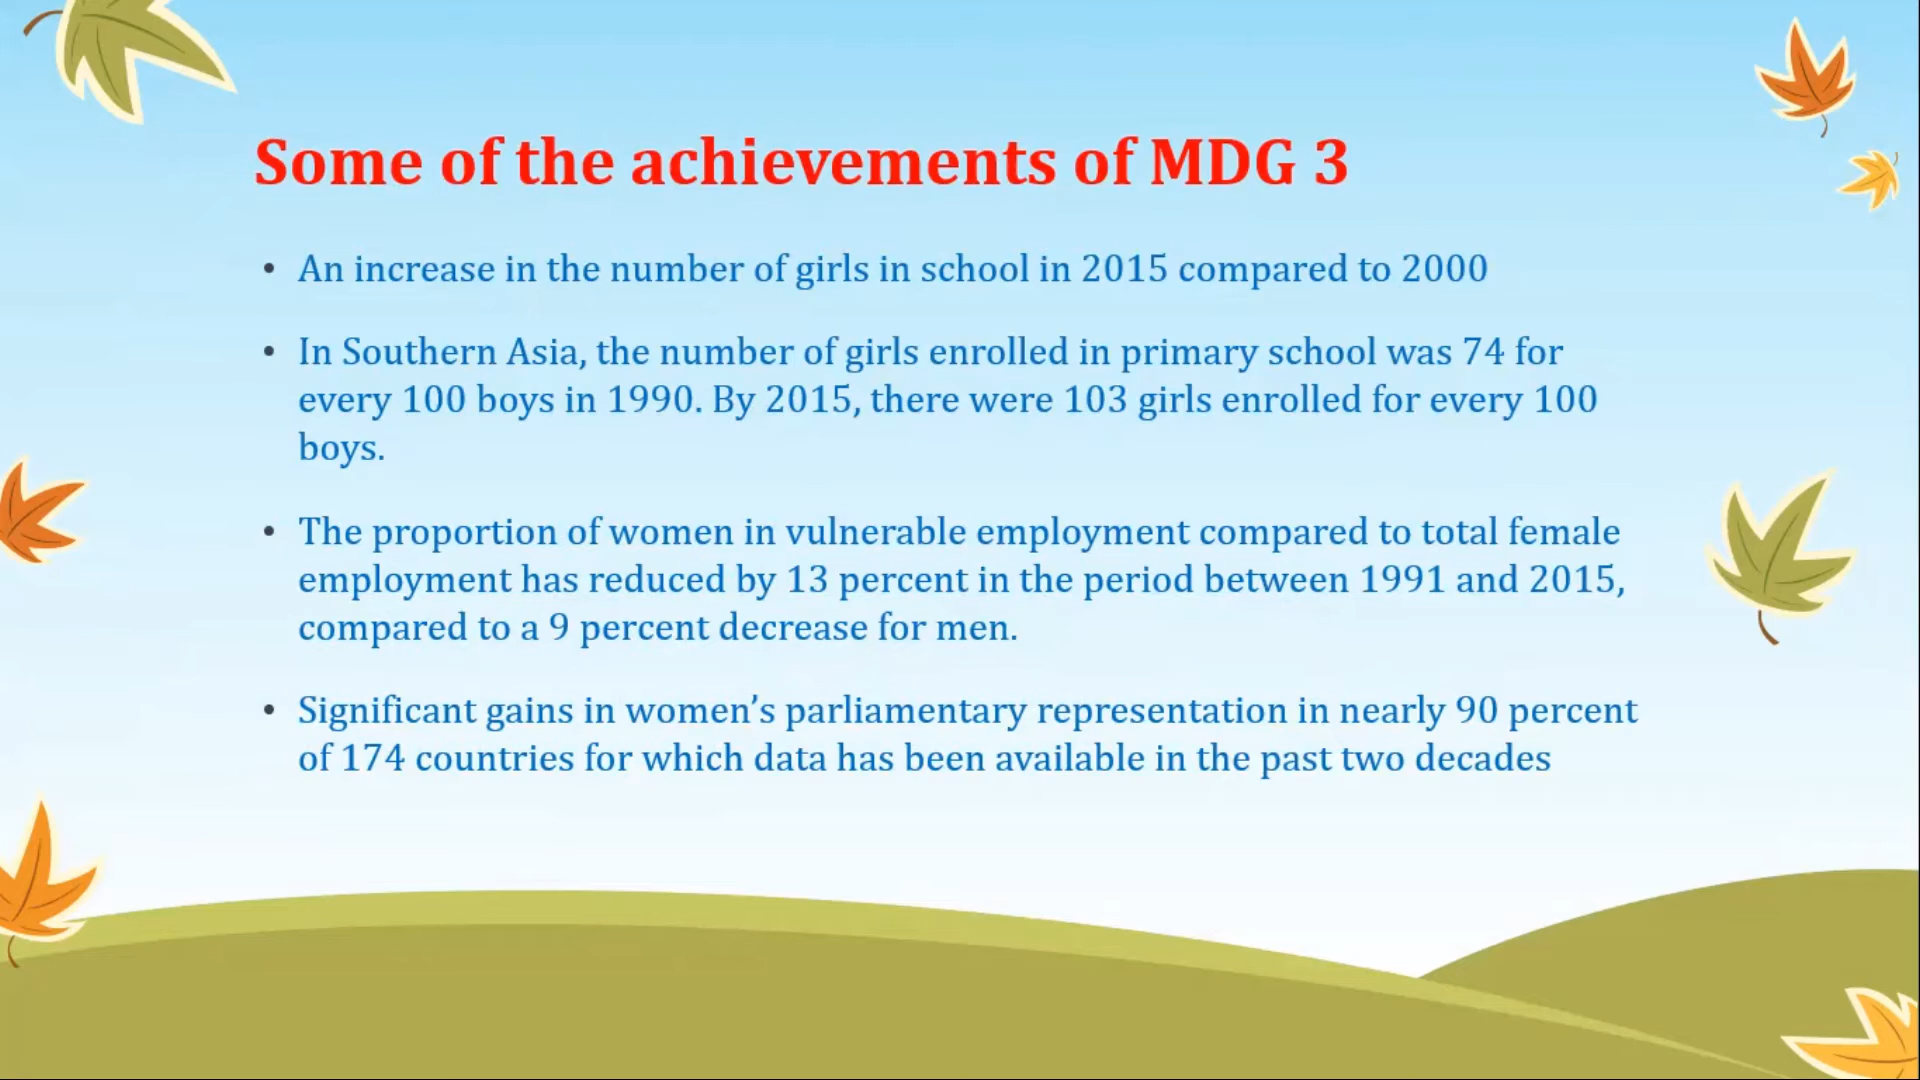 Some of the achievements of MDG 3
• An increase in the number of girls in school in 2015 compared to 2000
• In Southern Asia, the number of girls enrolled in primary school was 74 for
every 100 boys in 1990. By 2015, there were 103 girls enrolled for every 100
boys.
• The proportion of women in vulnerable employment compared to total female
employment has reduced by 13 percent in the period between 1991 and 2015,
compared to a 9 percent decrease for men.
• Significant gains in women’s parliamentary representation in nearly 90 percent
of 174 countries for which data has been available in the past two decades